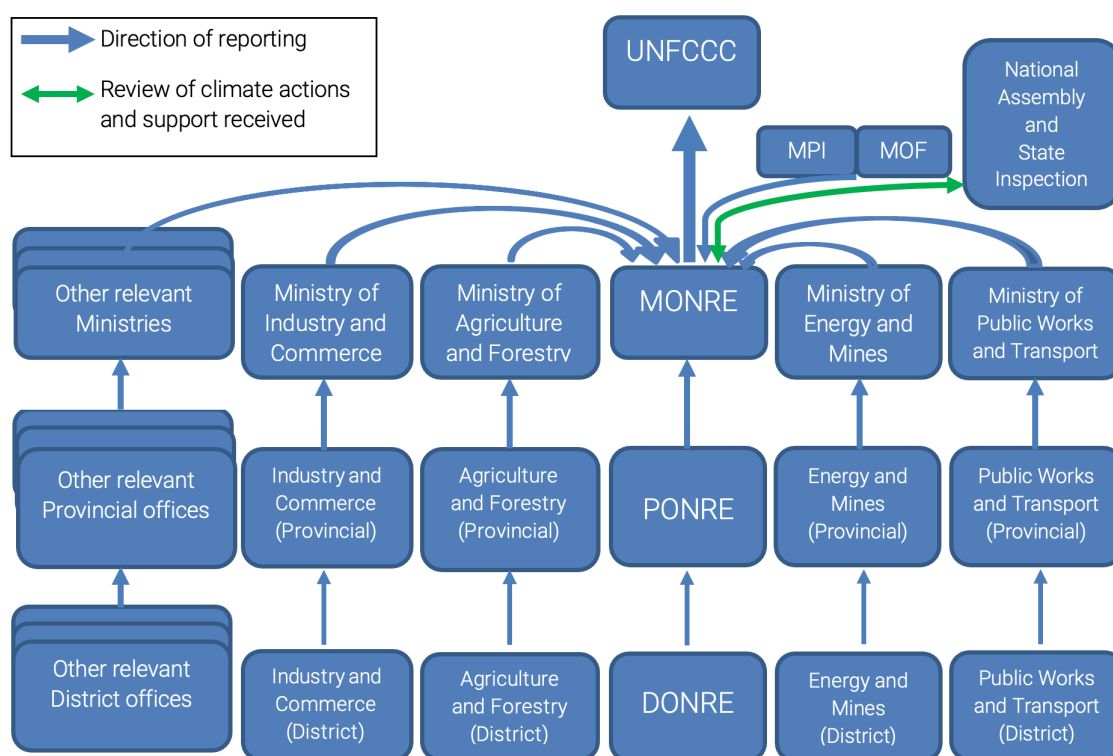 Direction of reporting
Review of climate actions
and support received
UNFCCC
National
Assembly
and
State
Inspection
MPI
MOF
Other relevant
Ministries
Ministry of
Industry and
Commerce
Ministry of
Agriculture
and Forestry
MONRE
Ministry of
Energy and
Mines
Ministry of
Public Works
and Transport
Other relevant
Provincial offices
Industry and
Commerce
(Provincial)
Agriculture
and Forestry
(Provincial)
PONRE
Energy and
Mines
(Provincial)
Public Works
and Transport
(Provincial)
Other relevant
District offices
Industry and
Commerce
(District)
Agriculture
and Forestry
(District)
DONRE
Energy and
Mines
(District)
Public Works
and Transport
(District)